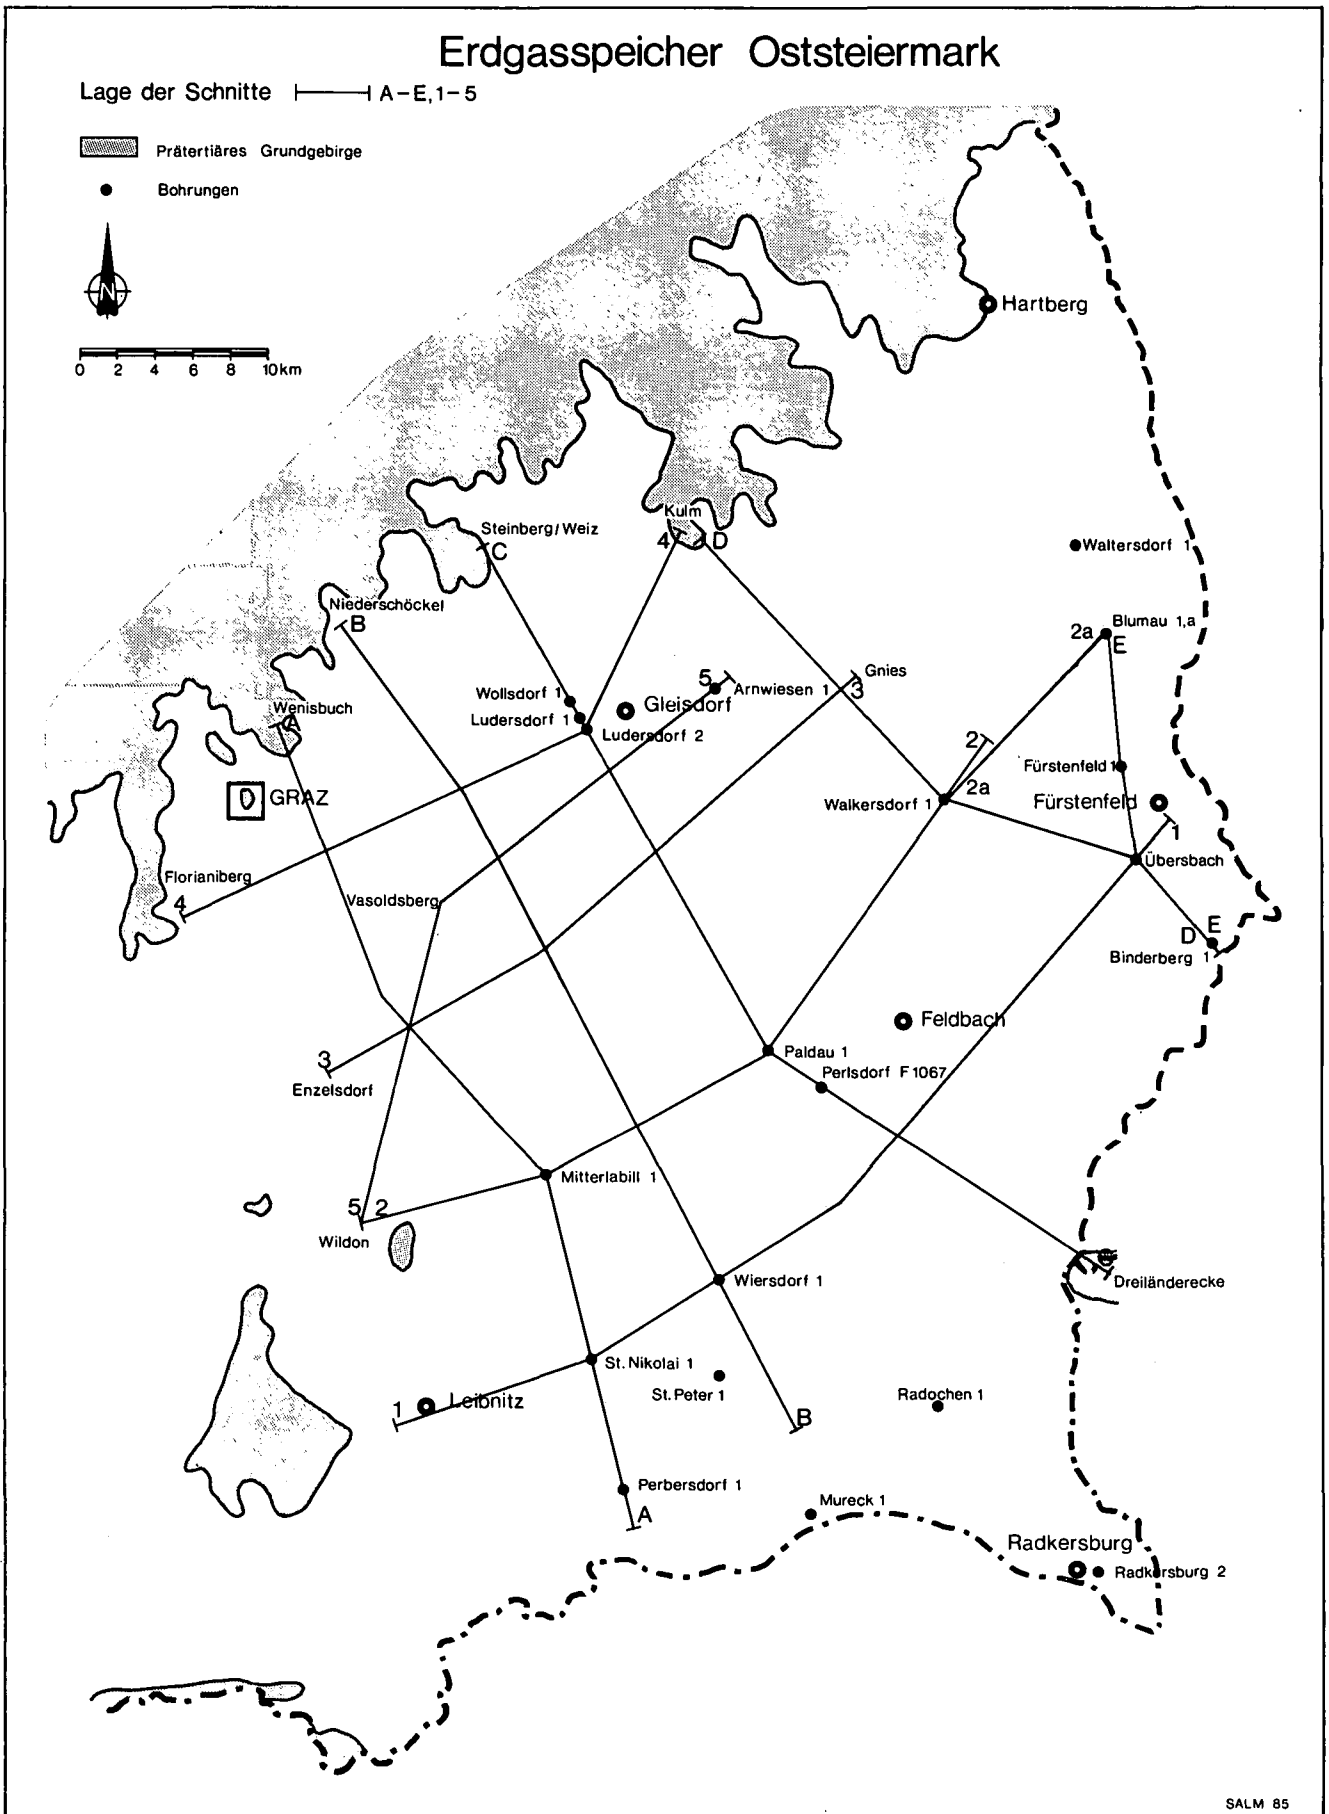 Erdgasspeicher Oststeiermark
Lage der Schnitte A-E, 1-5
Prätertiäres Grundgebirge
Bohrungen
N
0 2 4 6 8 10km
Hartberg
Kulm
4 D
Steinberg/Weiz
C
Waltersdorf 1
Niederschöckel
B
Blumau 1,a
2a E
Gnies
3
5
Arnwiesen 1
Wollsdorf 1
Gleisdorf
Ludersdorf 1
Ludersdorf 2
Wenisbuch
A
2
Fürstenfeld 1
2a
Walkersdorf 1
Fürstenfeld
1
GRAZ
Übersbach
Florianiberg
4
Vasoldsberg
D E
Binderberg 1
Feldbach
Paldau 1
Perlsdorf F 1067
3
Enzelsdorf
Mitterlabill 1
5 2
Wildon
Wiersdorf 1
Dreiländerecke
St. Nikolai 1
St. Peter 1
Radochen 1
1
Leibnitz
B
Perbersdorf 1
A
Mureck 1
Radkersburg
Radkersburg 2
SALM 85